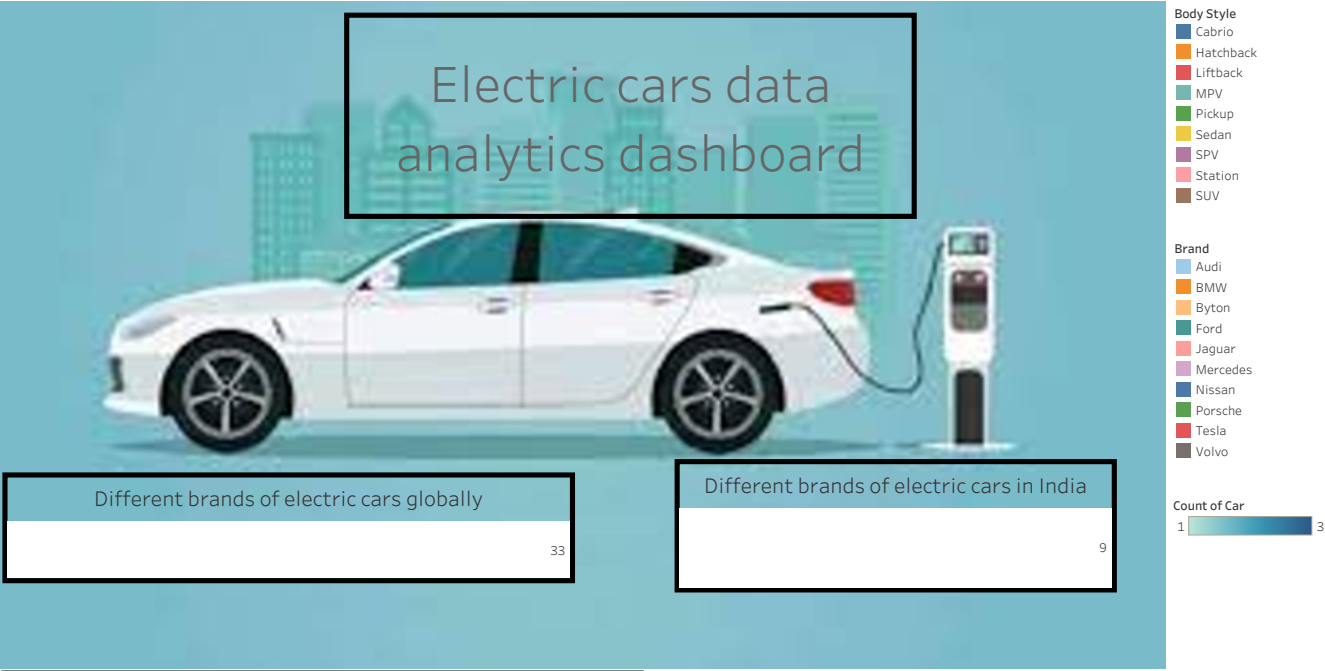 Electric cars data
analytics dashboard
Different brands of electric cars globally
33
Different brands of electric cars in India
9
Body Style
Cabrio
Hatchback
Liftback
MPV
Pickup
Sedan
SPV
Station
SUV
Brand
Audi
BMW
Byton
Ford
Jaguar
Mercedes
Nissan
Porsche
Tesla
Volvo
Count of Car
1 3